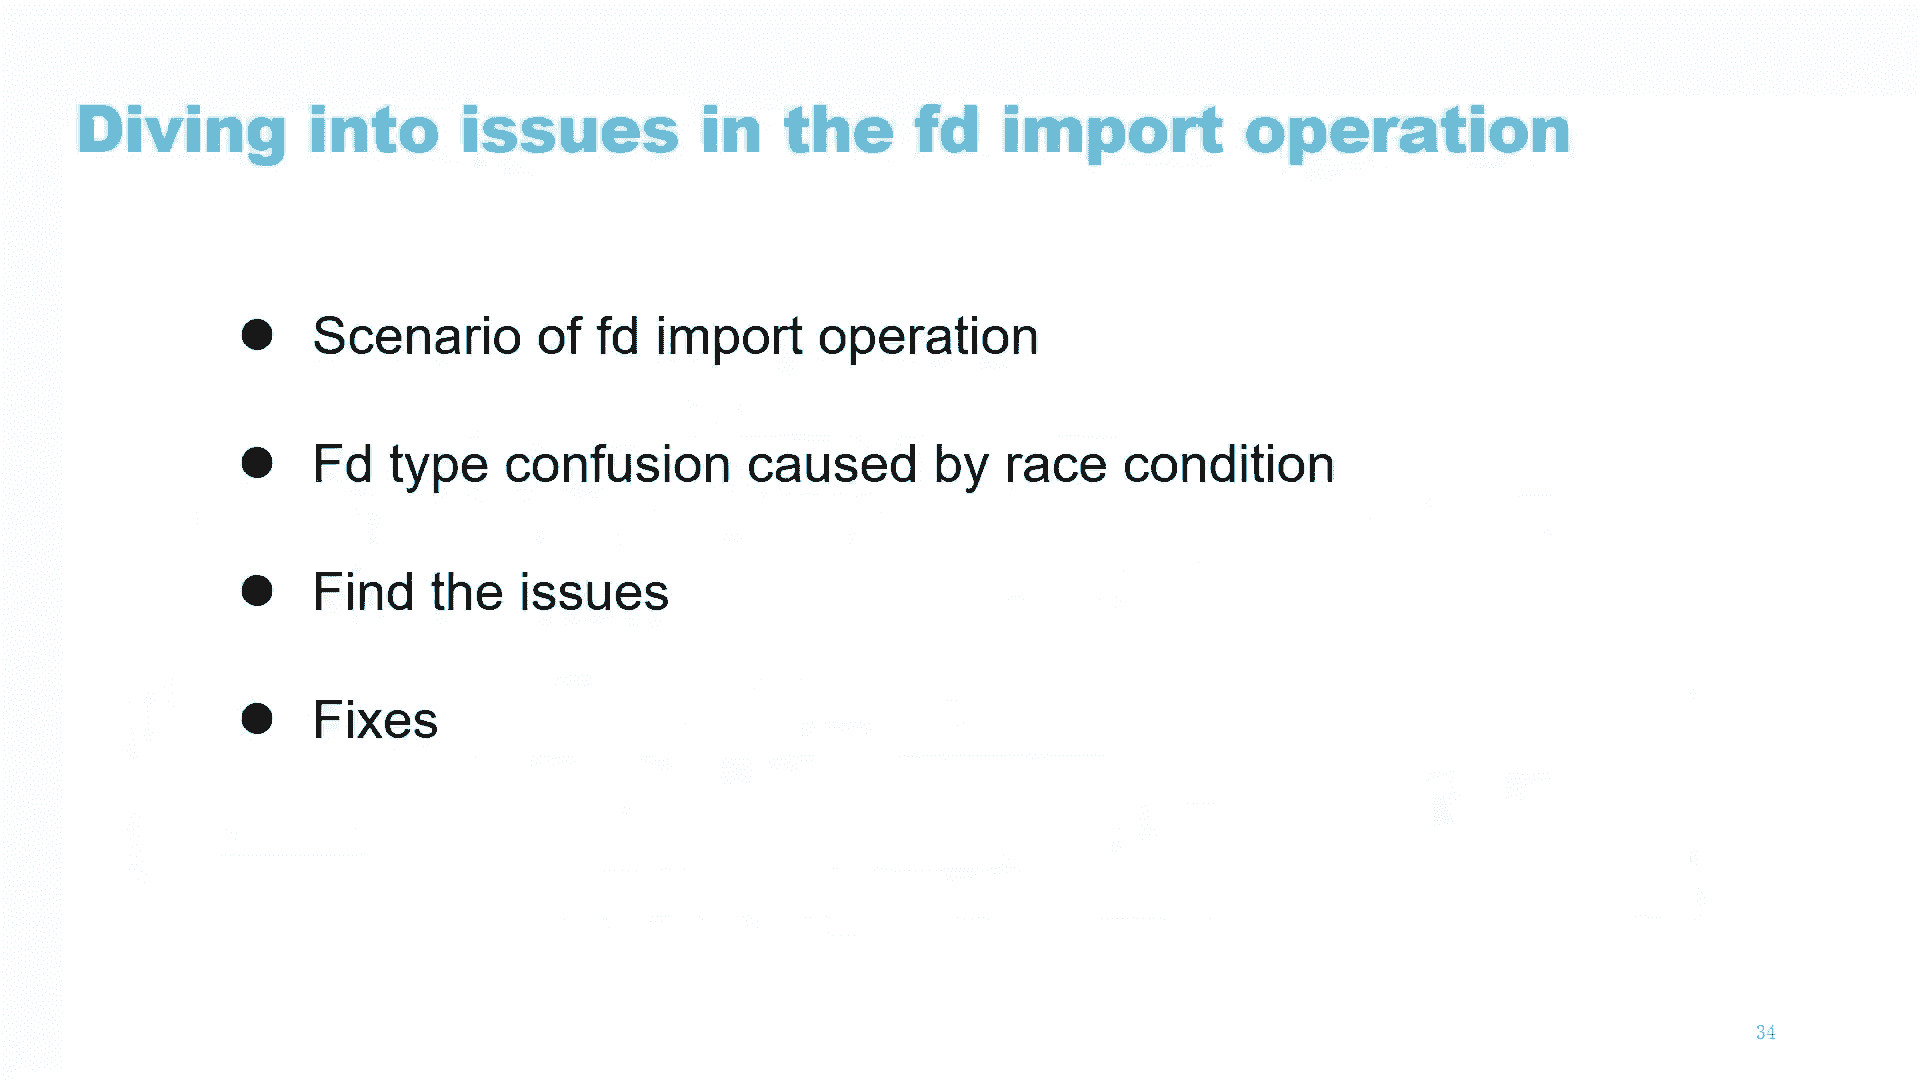 Diving into issues in the fd import operation
● Scenario of fd import operation
● Fd type confusion caused by race condition
● Find the issues
● Fixes
34